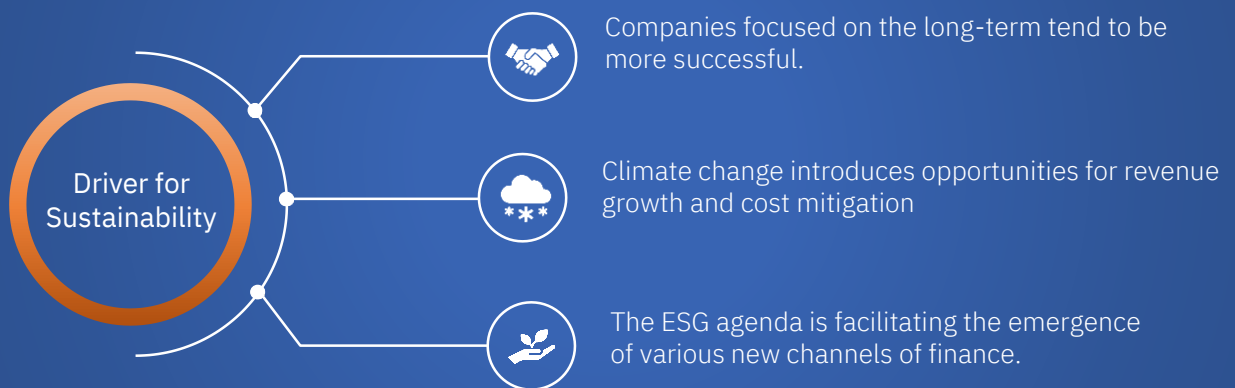 Driver for
Sustainability
Companies focused on the long-term tend to be
more successful.
Climate change introduces opportunities for revenue
growth and cost mitigation
The ESG agenda is facilitating the emergence
of various new channels of finance.